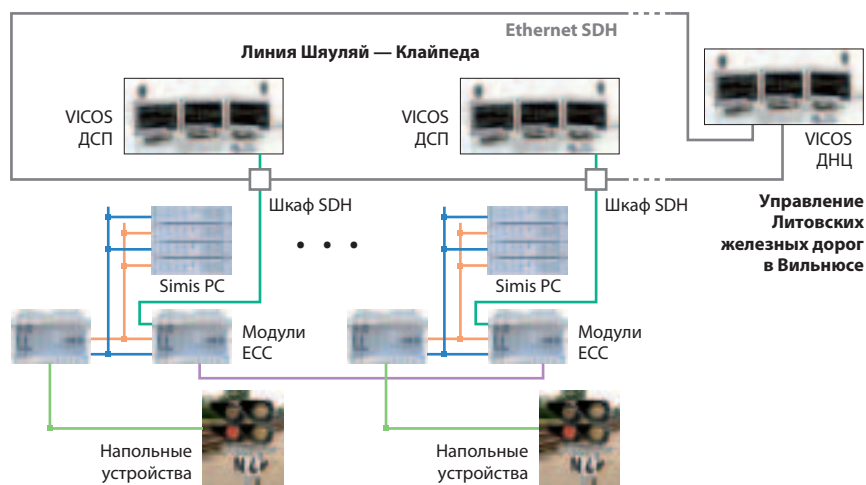 Ethernet SDH
Линия Шяуляй — Клайпеда
VICOS
ДСП
VICOS
ДСП
VICOS
ДНЦ
Шкаф SDH
Шкаф SDH
Управление
Литовских
железных дорог
в Вильнюсе
• • •
Simis PC
Simis PC
Модули
ECC
Модули
ECC
Напольные
устройства
Напольные
устройства